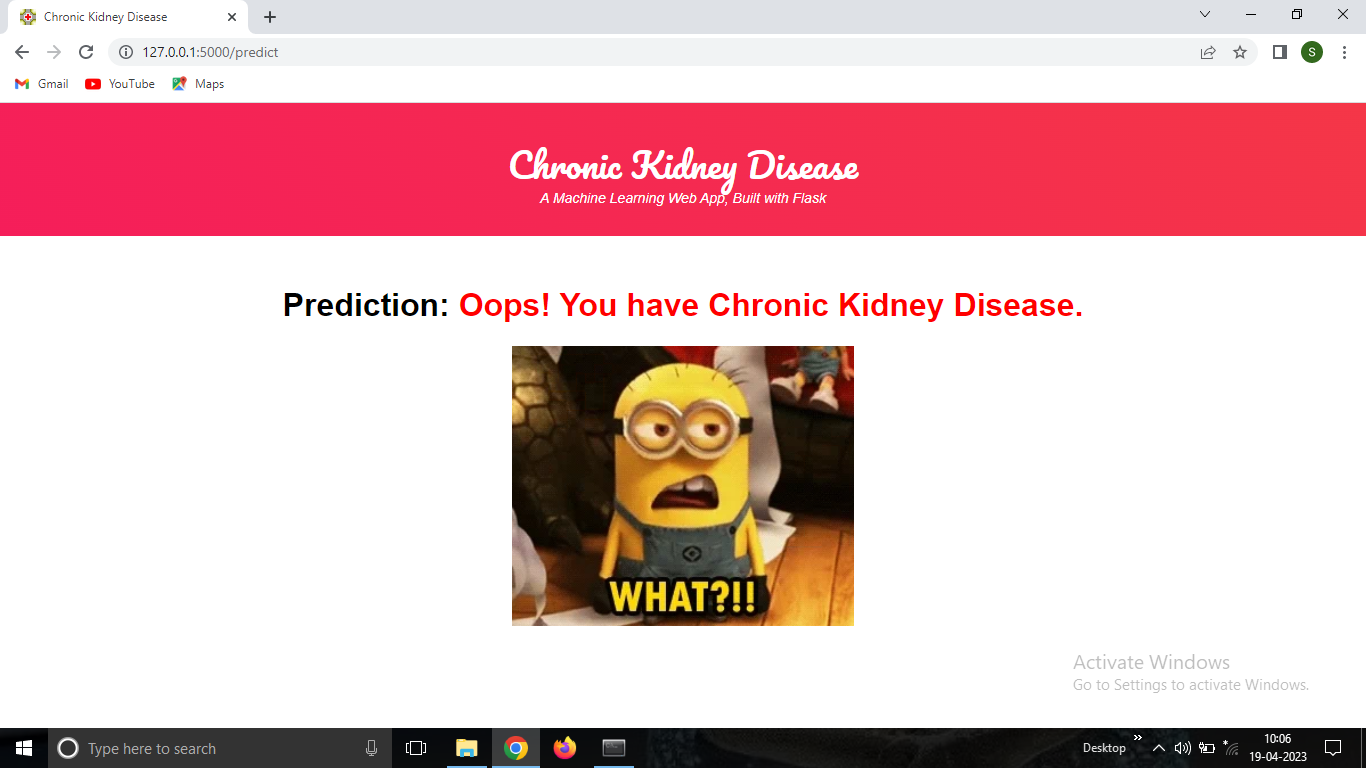 Chronic Kidney Disease
127.0.0.1:5000/predict
S
Gmail YouTube Maps
Chronic Kidney Disease
A Machine Learning Web App, Built with Flask
Prediction: Oops! You have Chronic Kidney Disease.
WHAT?!!
Activate Windows
Go to Settings to activate Windows.
Type here to search
Desktop
10:06
19-04-2023